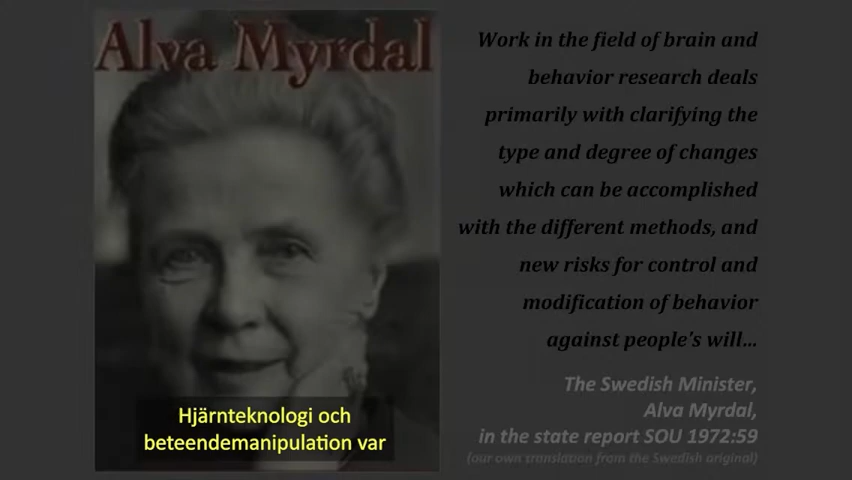 Alva Myrdal
Work in the field of brain and
behavior research deals
primarily with clarifying the
type and degree of changes
which can be accomplished
with the different methods, and
new risks for control and
modification of behavior
against people's will...
The Swedish Minister,
Alva Myrdal,
in the state report SOU 1972:59
(our own translation from the Swedish original)
Hjärnteknologi och
beteendemanipulation var